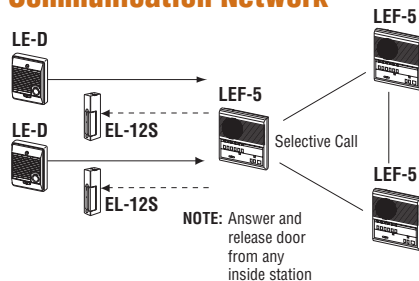 Communication Network
LEF-5
LE-D
LEF-5
EL-12S
LE-D
Selective Call
LEF-5
EL-12S
NOTE: Answer and
release door
from any
inside station